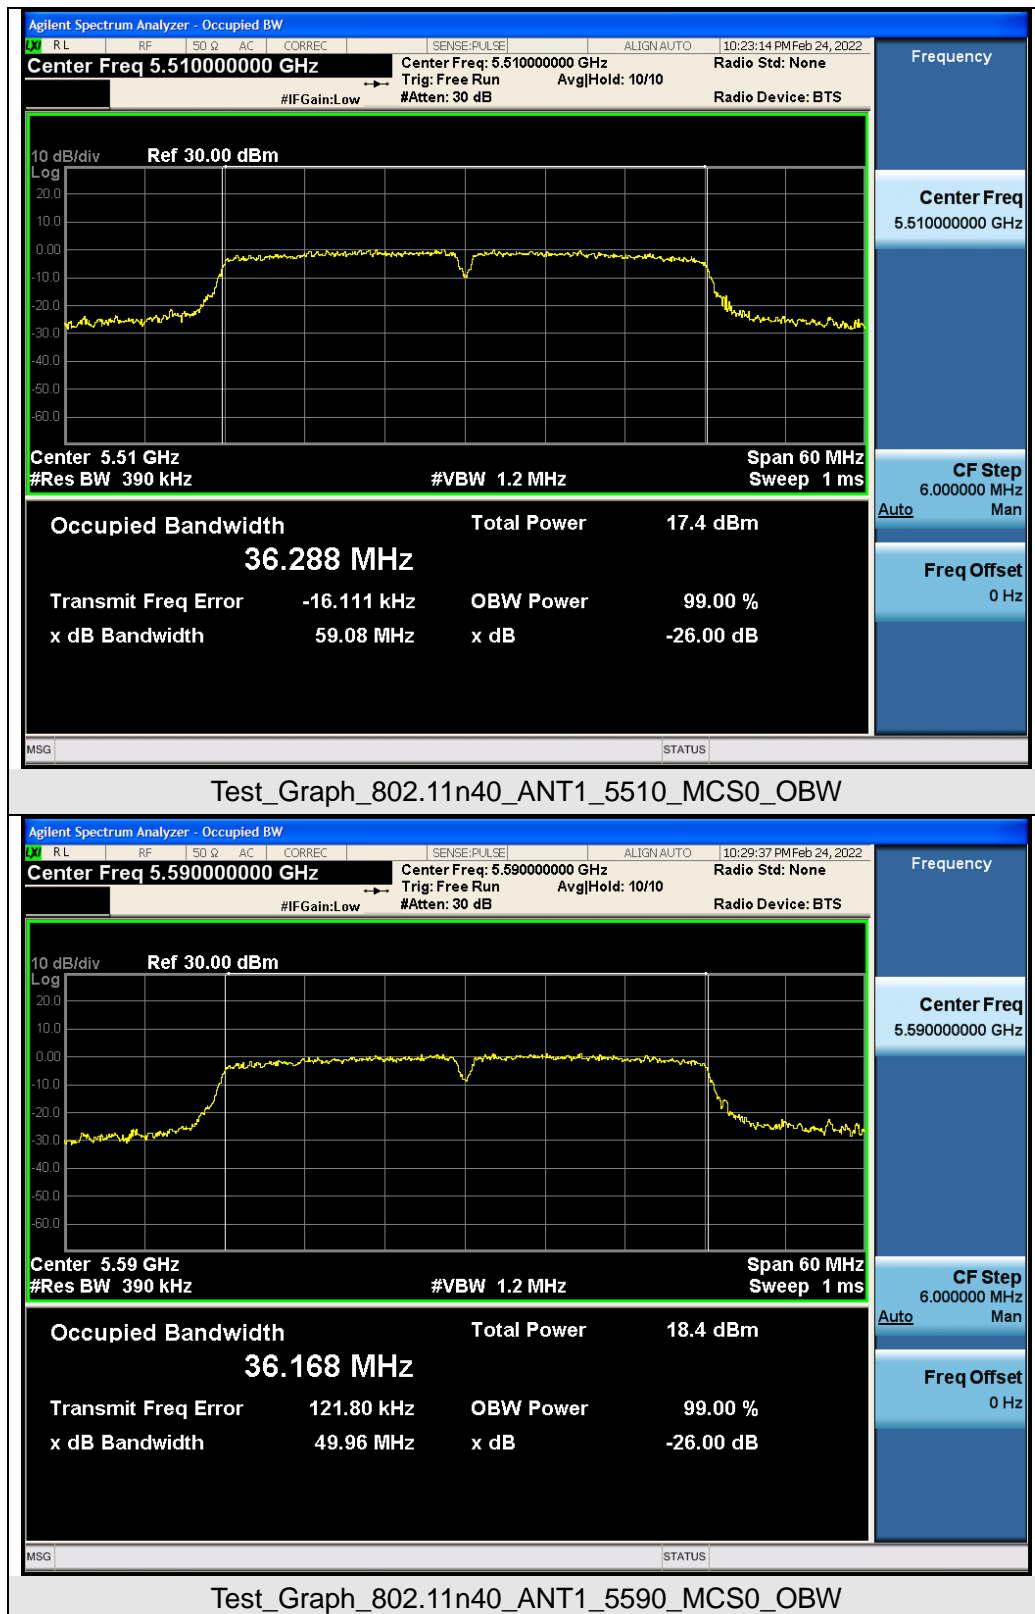 Agilent Spectrum Analyzer - Occupied BW
LXI RL RF 50 Ω AC CORREC SENSE:PULSE ALIGN AUTO 10:23:14 PM Feb 24, 2022
Center Freq 5.510000000 GHz
Center Freq: 5.510000000 GHz Radio Std: None
Trig: Free Run Avg|Hold: 10/10
#IFGain:Low #Atten: 30 dB Radio Device: BTS
Frequency
10 dB/div Ref 30.00 dBm
Log
20.0
10.0
0.00
-10.0
-20.0
-30.0
-40.0
-50.0
-60.0
Center 5.51 GHz Span 60 MHz
#Res BW 390 kHz #VBW 1.2 MHz Sweep 1 ms
Center Freq
5.510000000 GHz
CF Step
6.000000 MHz
Auto Man
Freq Offset
0 Hz
Occupied Bandwidth Total Power 17.4 dBm
36.288 MHz
Transmit Freq Error -16.111 kHz OBW Power 99.00 %
x dB Bandwidth 59.08 MHz x dB -26.00 dB
MSG STATUS
Test_Graph_802.11n40_ANT1_5510_MCS0_OBW
Agilent Spectrum Analyzer - Occupied BW
LXI RL RF 50 Ω AC CORREC SENSE:PULSE ALIGN AUTO 10:29:37 PM Feb 24, 2022
Center Freq 5.590000000 GHz
Center Freq: 5.590000000 GHz Radio Std: None
Trig: Free Run Avg|Hold: 10/10
#IFGain:Low #Atten: 30 dB Radio Device: BTS
Frequency
10 dB/div Ref 30.00 dBm
Log
20.0
10.0
0.00
-10.0
-20.0
-30.0
-40.0
-50.0
-60.0
Center 5.59 GHz Span 60 MHz
#Res BW 390 kHz #VBW 1.2 MHz Sweep 1 ms
Center Freq
5.590000000 GHz
CF Step
6.000000 MHz
Auto Man
Freq Offset
0 Hz
Occupied Bandwidth Total Power 18.4 dBm
36.168 MHz
Transmit Freq Error 121.80 kHz OBW Power 99.00 %
x dB Bandwidth 49.96 MHz x dB -26.00 dB
MSG STATUS
Test_Graph_802.11n40_ANT1_5590_MCS0_OBW